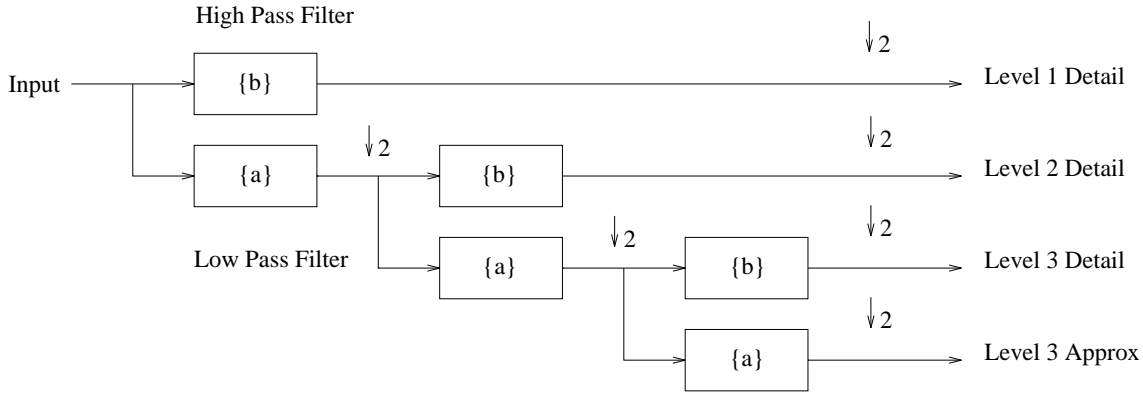 High Pass Filter
2
Input
{b}
Level 1 Detail
2
2
{a}
{b}
Level 2 Detail
2
2
Low Pass Filter
{a}
{b}
Level 3 Detail
2
{a}
Level 3 Approx